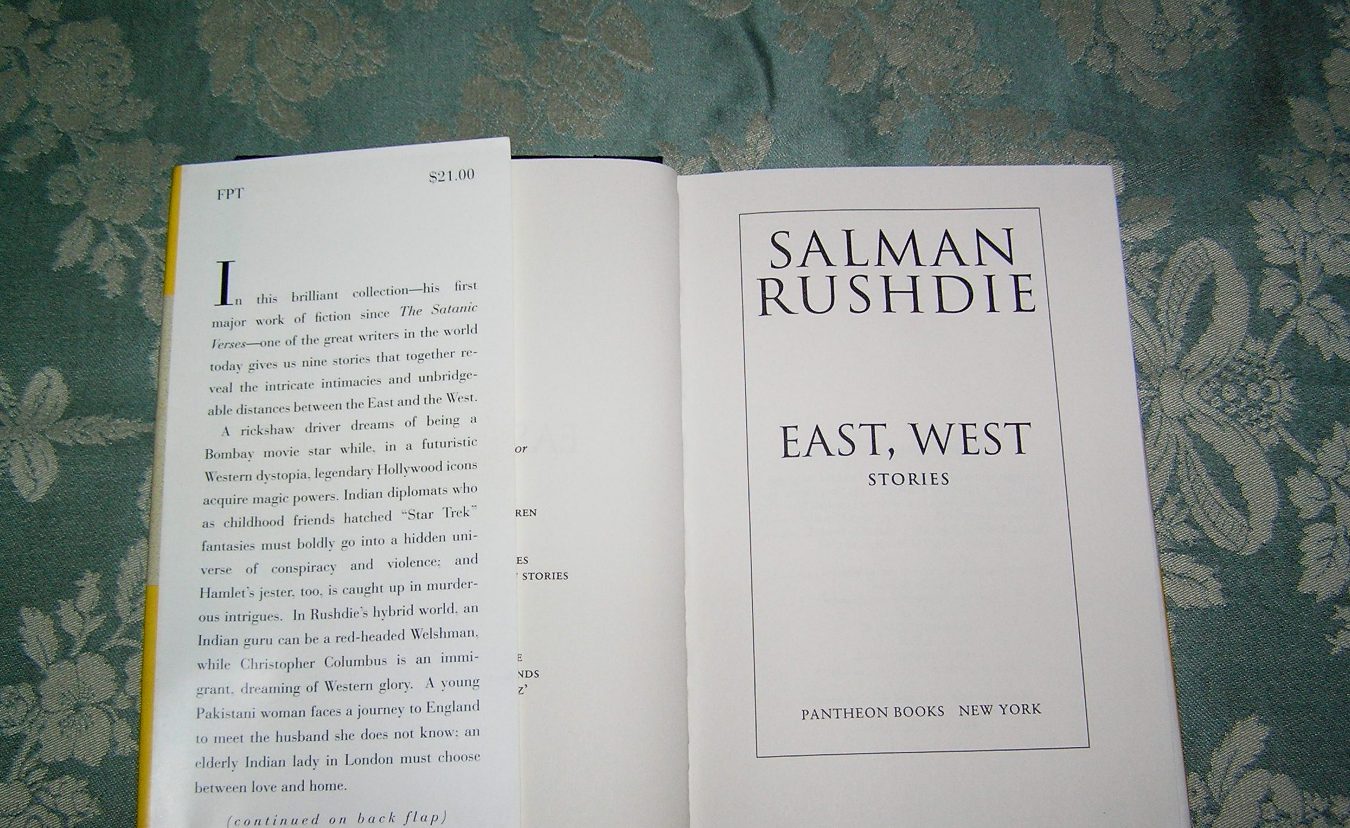 FPT
$21.00
In this brilliant collection—his first
major work of fiction since The Satanic
Verses—one of the great writers in the world
today gives us nine stories that together re-
veal the intricate intimacies and unbridge-
able distances between the East and the West.
A rickshaw driver dreams of being a
Bombay movie star while, in a futuristic
Western dystopia, legendary Hollywood icons
acquire magic powers. Indian diplomats who
as childhood friends hatched “Star Trek”
fantasies must boldly go into a hidden uni-
verse of conspiracy and violence; and
Hamlet’s jester, too, is caught up in murder-
ous intrigues. In Rushdie’s hybrid world, an
Indian guru can be a red-headed Welshman,
while Christopher Columbus is an immi-
grant, dreaming of Western glory. A young
Pakistani woman faces a journey to England
to meet the husband she does not know; an
elderly Indian lady in London must choose
between love and home.
(continued on back flap)
or
REN
ES
STORIES
E
NDS
Z’
SALMAN
RUSHDIE
EAST, WEST
STORIES
PANTHEON BOOKS NEW YORK